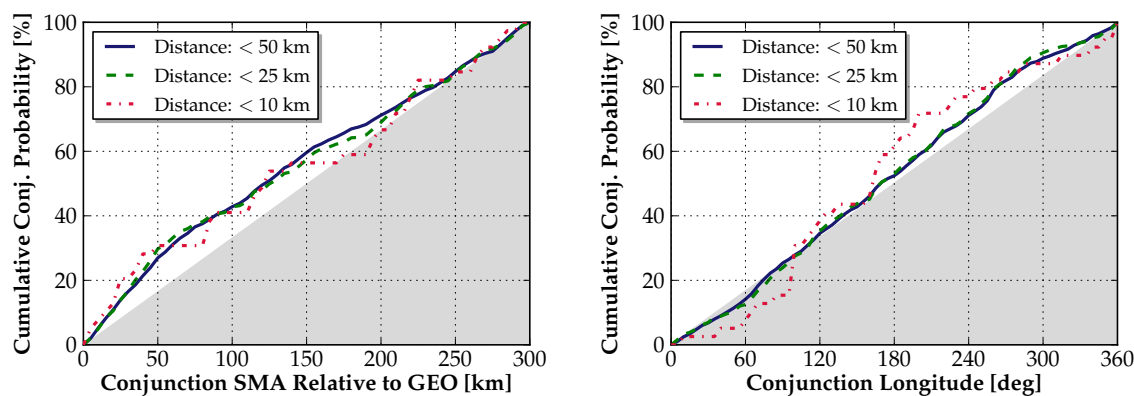 Cumulative Conj. Probability [%]
100
80
60
40
20
0
Distance: < 50 km
Distance: < 25 km
Distance: < 10 km
0 50 100 150 200 250 300
Conjunction SMA Relative to GEO [km]
Cumulative Conj. Probability [%]
100
80
60
40
20
0
Distance: < 50 km
Distance: < 25 km
Distance: < 10 km
0 60 120 180 240 300 360
Conjunction Longitude [deg]